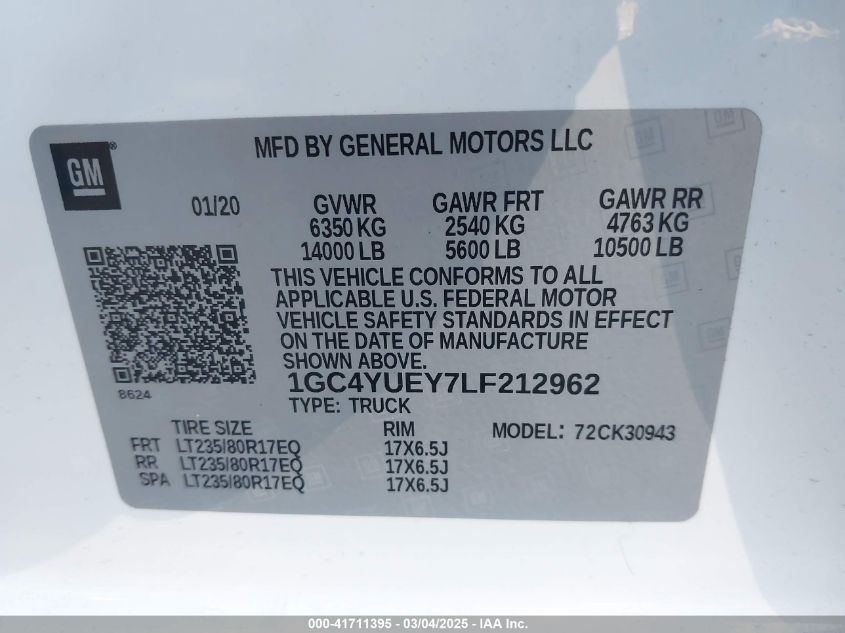 GM
MFD BY GENERAL MOTORS LLC
01/20 GVWR GAWR FRT GAWR RR
6350 KG 2540 KG 4763 KG
14000 LB 5600 LB 10500 LB
THIS VEHICLE CONFORMS TO ALL
APPLICABLE U.S. FEDERAL MOTOR
VEHICLE SAFETY STANDARDS IN EFFECT
ON THE DATE OF MANUFACTURE
SHOWN ABOVE.
8624
1GC4YUEY7LF212962
TYPE: TRUCK
TIRE SIZE RIM MODEL: 72CK30943
FRT LT235/80R17EQ 17X6.5J
RR LT235/80R17EQ 17X6.5J
SPA LT235/80R17EQ 17X6.5J
000-41711395 - 03/04/2025 - IAA Inc.